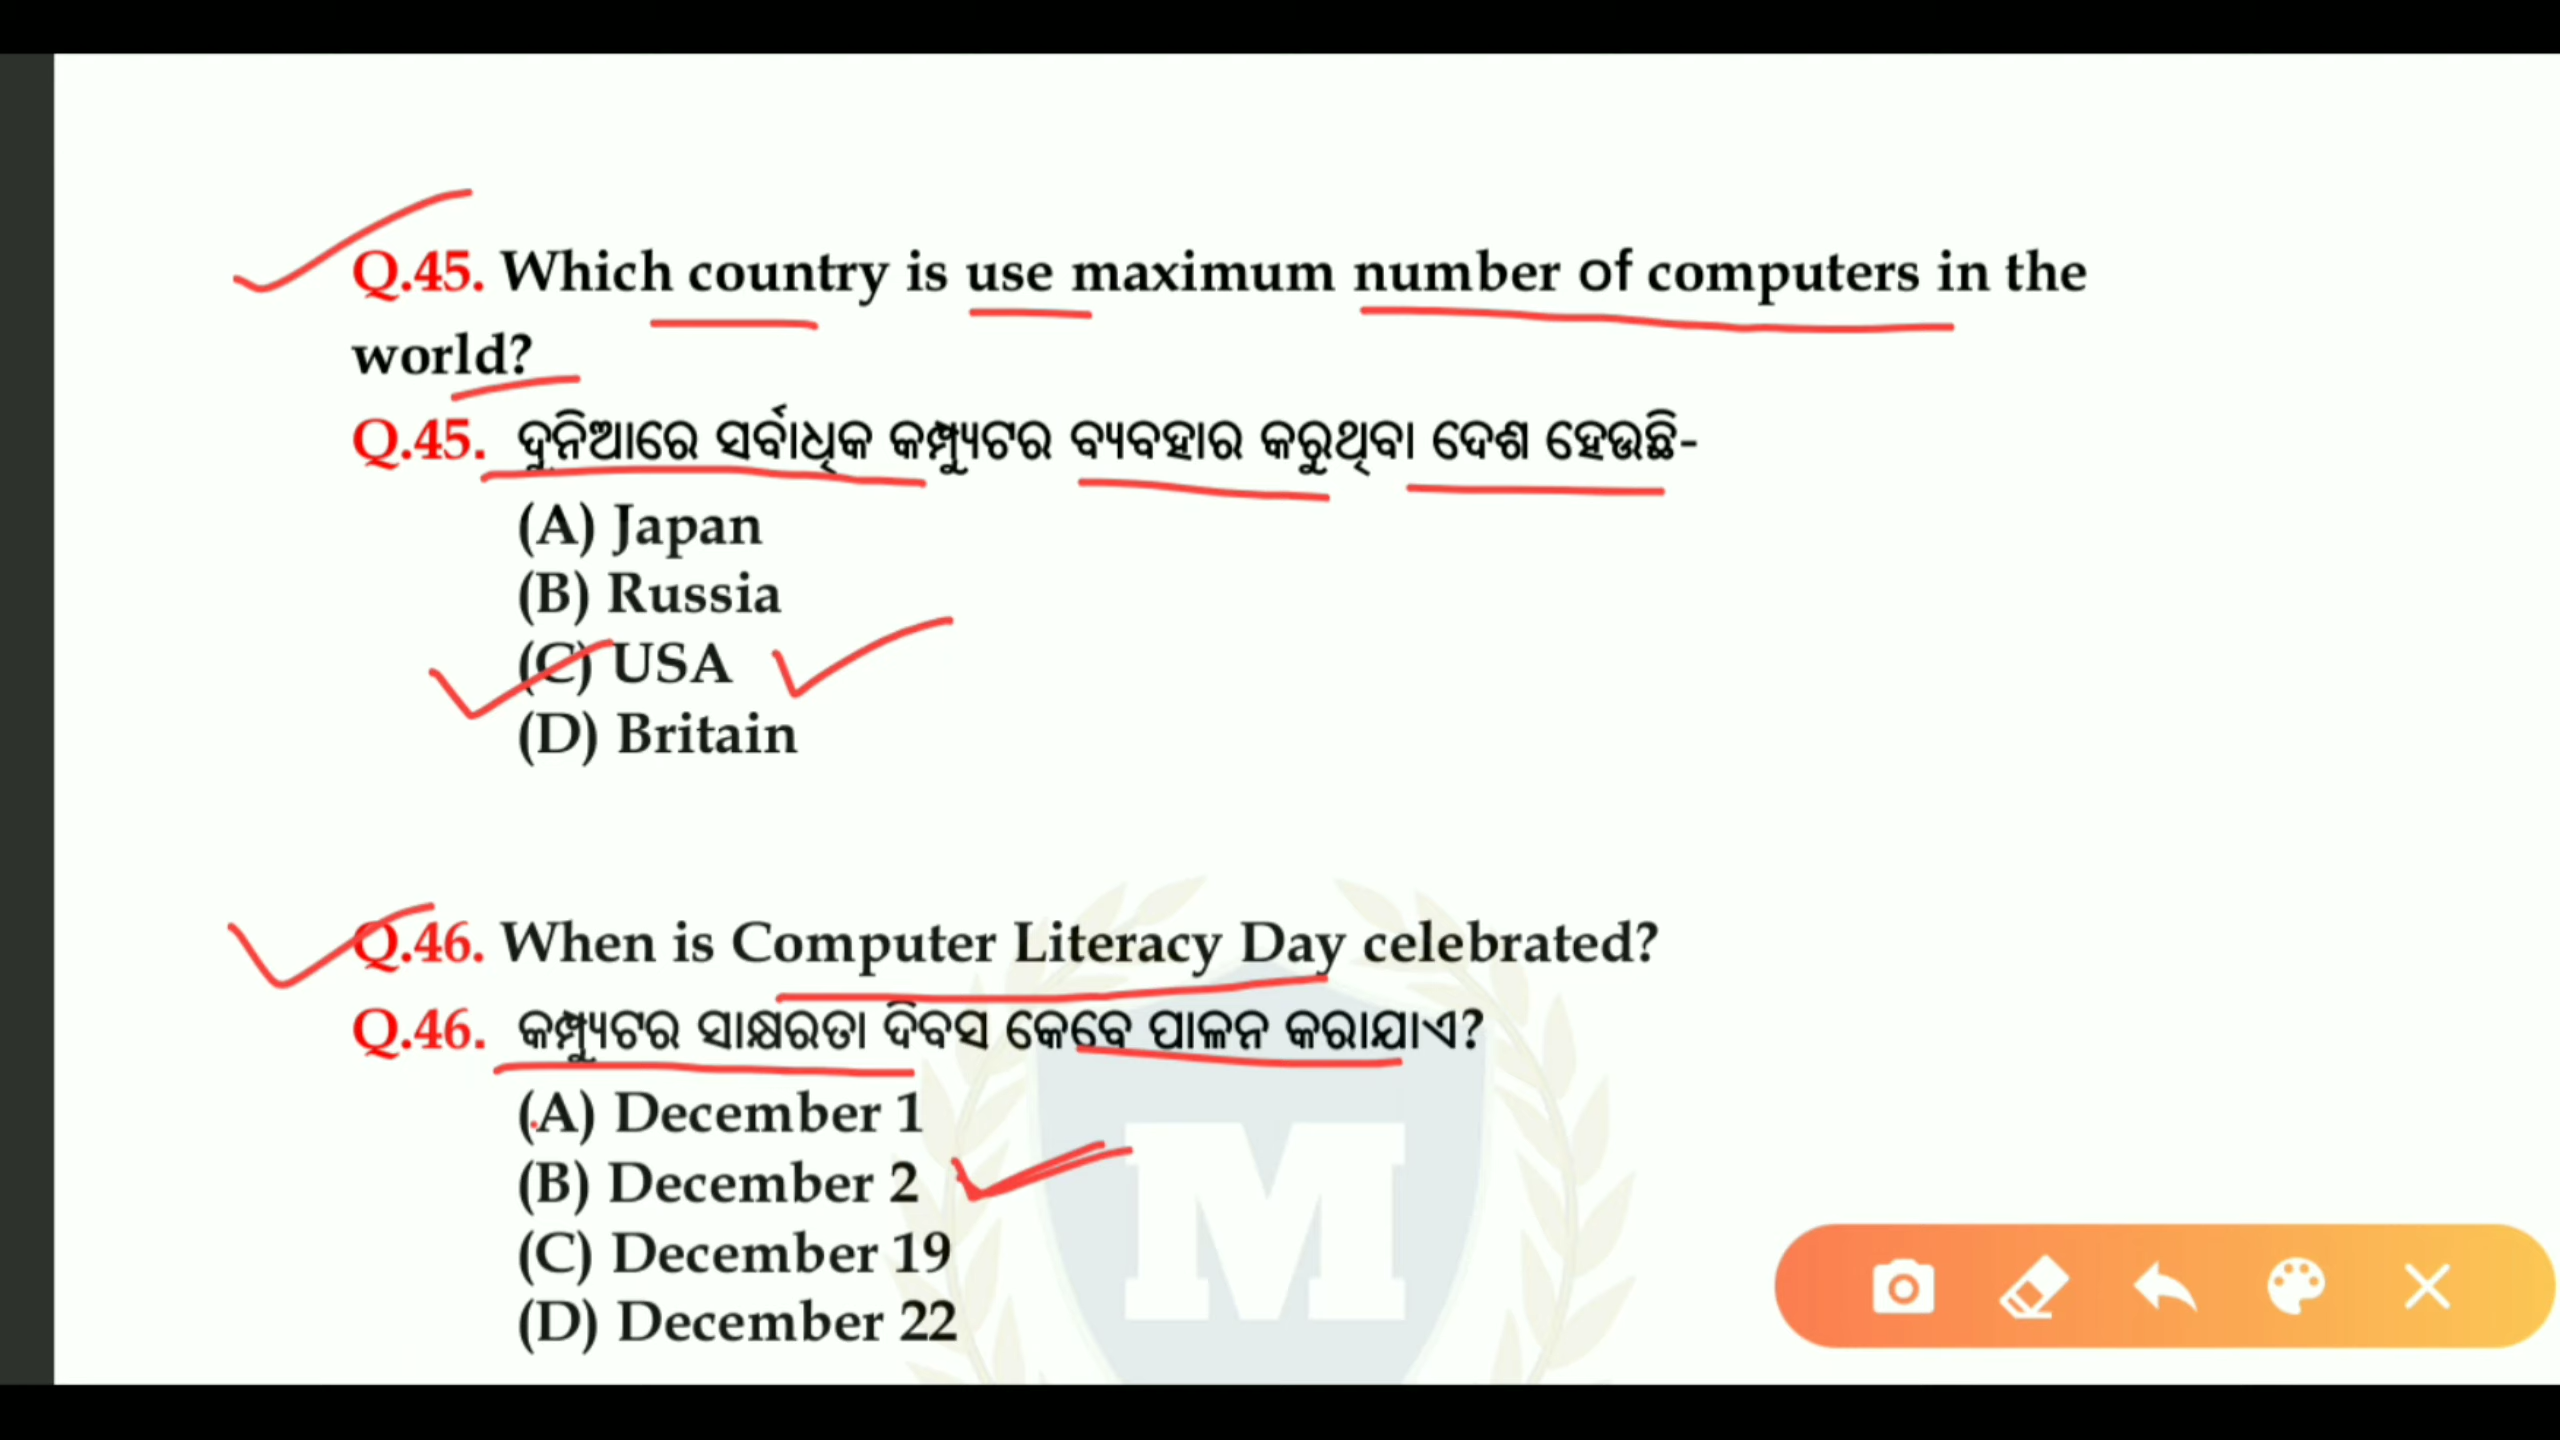 Q.45. Which country is use maximum number of computers in the
world?
Q.45. ଦୁନିଆରେ ସର୍ବାଧିକ କମ୍ପ୍ୟୁଟର ବ୍ୟବହାର କରୁଥିବା ଦେଶ ହେଉଛି-
(A) Japan
(B) Russia
(C) USA
(D) Britain
Q.46. When is Computer Literacy Day celebrated?
Q.46. କମ୍ପ୍ୟୁଟର ସାକ୍ଷରତା ଦିବସ କେବେ ପାଳନ କରାଯାଏ?
(A) December 1
(B) December 2
(C) December 19
(D) December 22
M